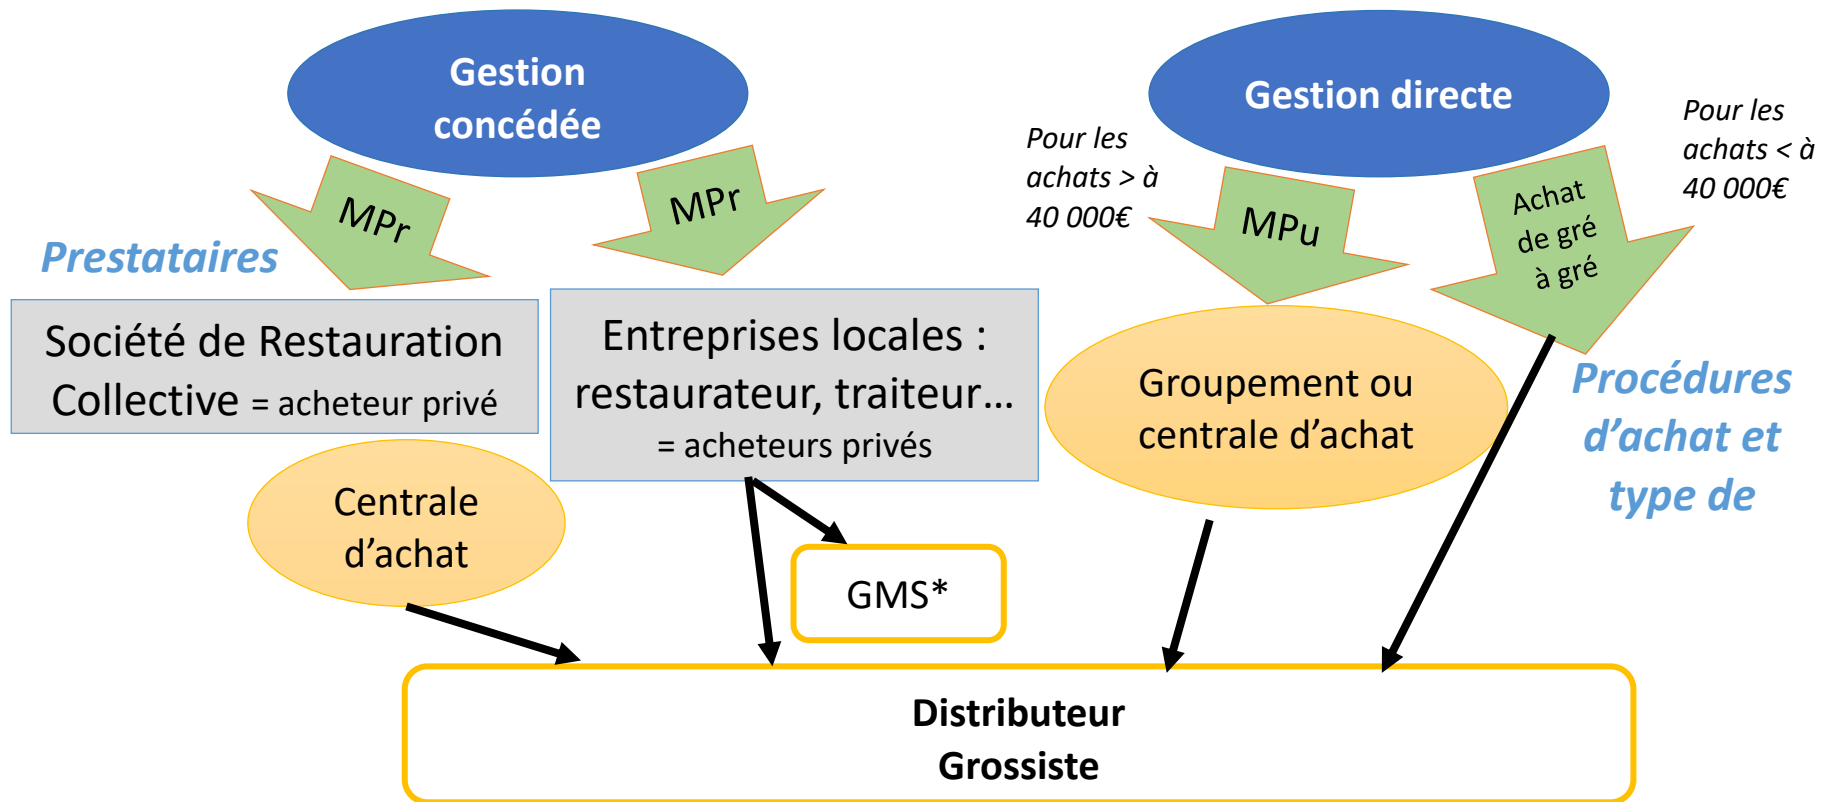 Gestion
concédée
Gestion directe
Pour les
achats > à
40 000€
Pour les
achats < à
40 000€
MPr
MPr
MPu
Achat
de gré
à gré
Prestataires
Société de Restauration
Collective = acheteur privé
Entreprises locales :
restaurateur, traiteur…
= acheteurs privés
Groupement ou
centrale d’achat
Procédures
d’achat et
type de
Centrale
d’achat
GMS*
Distributeur
Grossiste